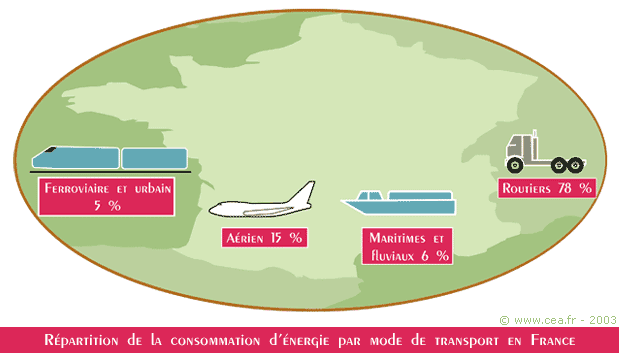 Ferroviaire et urbain
5 %
Aérien 15 %
Maritimes et
fluviaux 6 %
Routiers 78 %
© www.cea.fr - 2003
Répartition de la consommation d'énergie par mode de transport en France